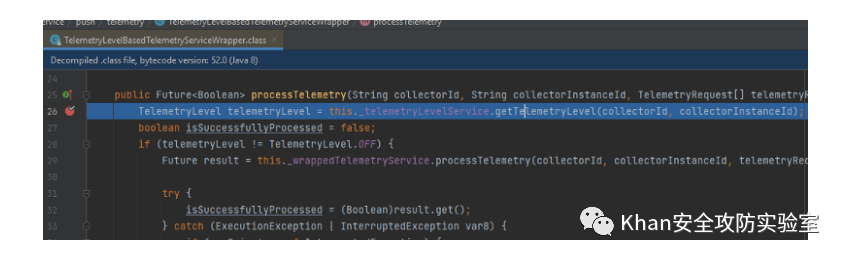 ervice / push / telemetry / TelemetryLevelBasedTelemetryServiceWrapper / processTelemetry
TelemetryLevelBasedTelemetryServiceWrapper.class ×
Decompiled .class file, bytecode version: 52.0 (Java 8)
24
25 public Future<Boolean> processTelemetry(String collectorId, String collectorInstanceId, TelemetryRequest[] telemetryR
26 TelemetryLevel telemetryLevel = this._telemetryLevelService.getTelemetryLevel(collectorId, collectorInstanceId);
27 boolean isSuccessfullyProcessed = false;
28 if (telemetryLevel != TelemetryLevel.OFF) {
29 Future result = this._wrappedTelemetryService.processTelemetry(collectorId, collectorInstanceId, telemetryReq
30
31 try {
32 isSuccessfullyProcessed = (Boolean)result.get();
33 } catch (ExecutionException | InterruptedException var8) {
Khan安全攻防实验室